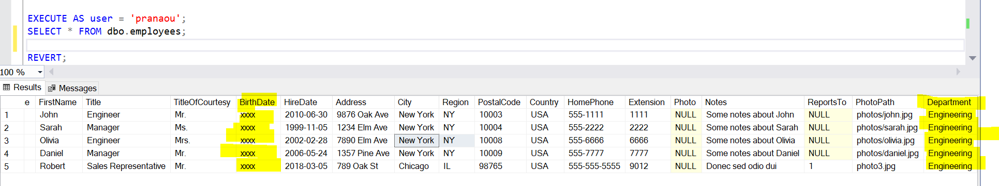 EXECUTE AS user = 'pranaou';
SELECT * FROM dbo.employees;
REVERT;
100 %
Results Messages
e FirstName Title TitleOfCourtesy BirthDate HireDate Address City Region PostalCode Country HomePhone Extension Photo Notes ReportsTo PhotoPath Department
1 John Engineer Mr. xxxx 2010-06-30 9876 Oak Ave New York NY 10003 USA 555-1111 1111 NULL Some notes about John NULL photos/john.jpg Engineering
2 Sarah Manager Ms. xxxx 1999-11-05 1234 Elm Ave New York NY 10004 USA 555-2222 2222 NULL Some notes about Sarah NULL photos/sarah.jpg Engineering
3 Olivia Engineer Mrs. xxxx 2002-02-28 7890 Elm Ave New York NY 10008 USA 555-6666 6666 NULL Some notes about Olivia NULL photos/olivia.jpg Engineering
4 Daniel Manager Mr. xxxx 2006-05-24 1357 Pine Ave New York NY 10009 USA 555-7777 7777 NULL Some notes about Daniel NULL photos/daniel.jpg Engineering
5 Robert Sales Representative Mr. xxxx 2018-03-05 789 Oak St Chicago IL 98765 USA 555-555-5555 9012 NULL Donec sed odio dui 1 photo3.jpg Engineering